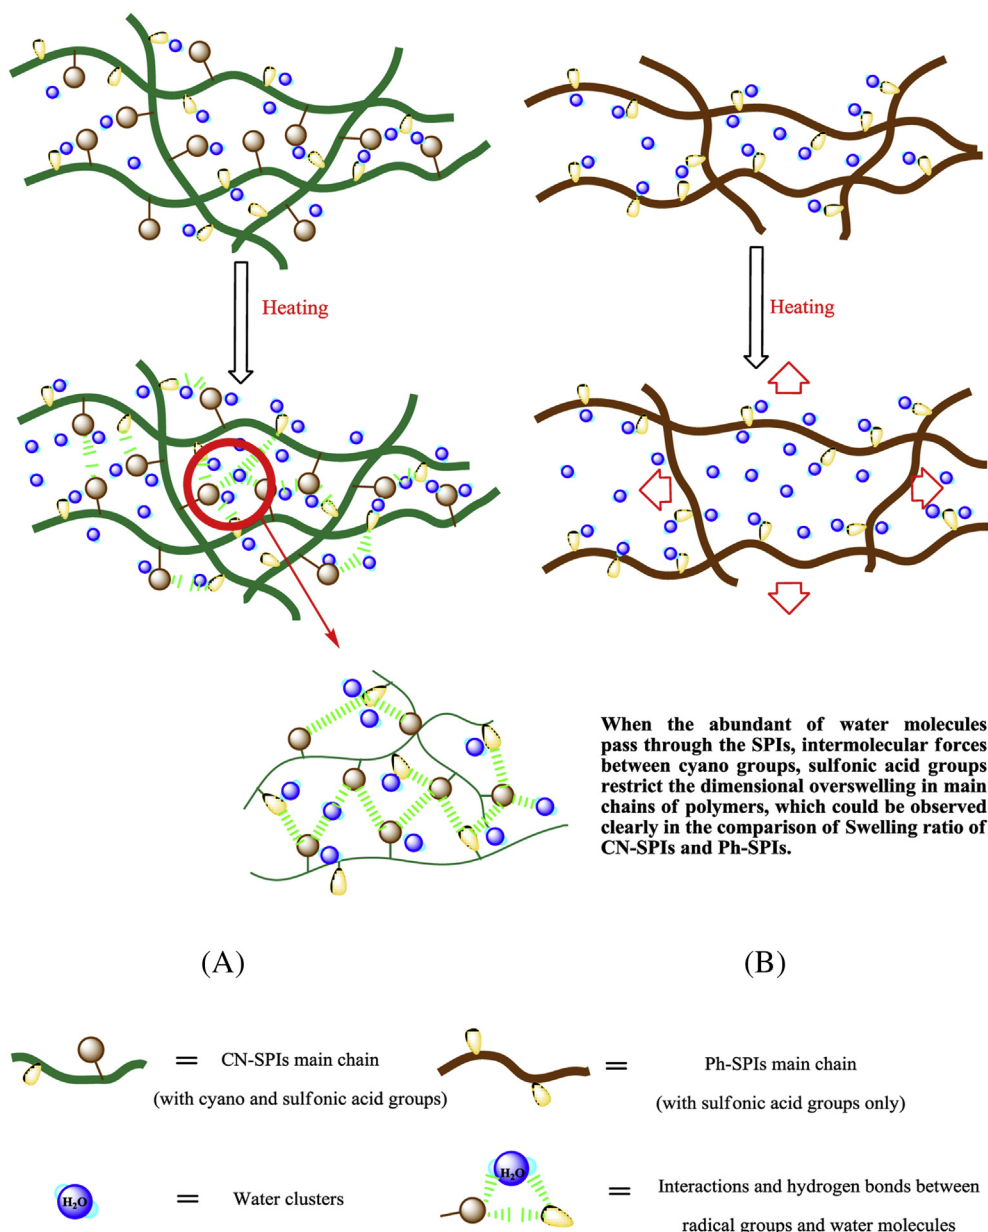 Heating
Heating
When the abundant of water molecules
pass through the SPIs, intermolecular forces
between cyano groups, sulfonic acid groups
restrict the dimensional overswelling in main
chains of polymers, which could be observed
clearly in the comparison of Swelling ratio of
CN-SPIs and Ph-SPIs.
(A)
(B)
= CN-SPIs main chain
(with cyano and sulfonic acid groups)
= Ph-SPIs main chain
(with sulfonic acid groups only)
H₂O = Water clusters
H₂O = Interactions and hydrogen bonds between
radical groups and water molecules